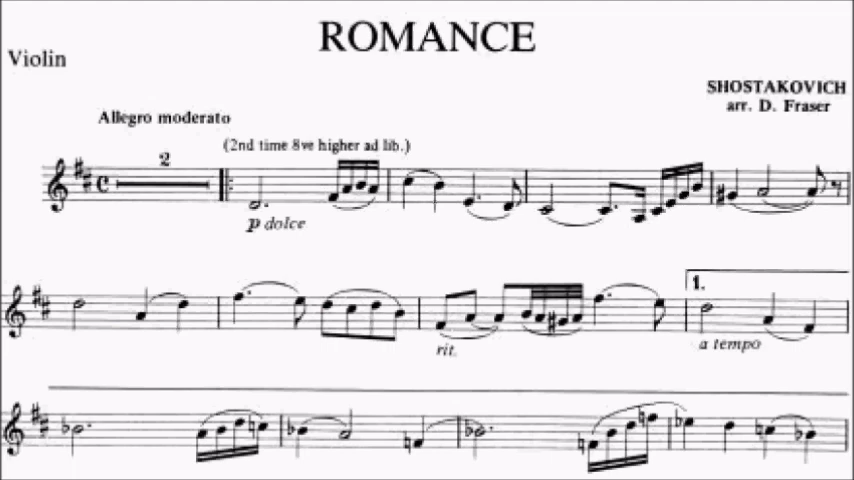 ROMANCE
Violin
SHOSTAKOVICH
arr. D. Fraser
Allegro moderato
2
(2nd time 8ve higher ad lib.)
p dolce
1.
rit.
a tempo